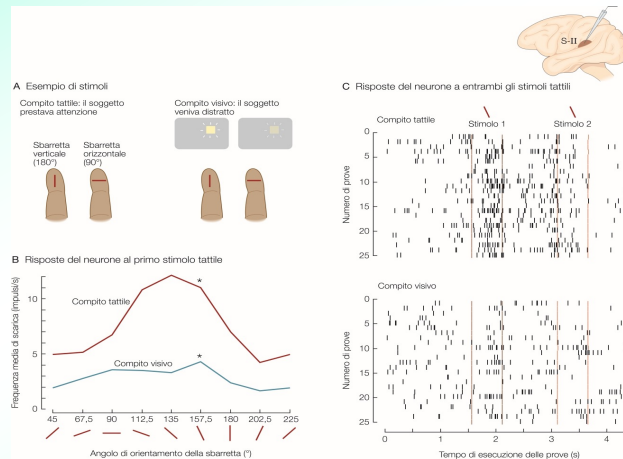 S-II
A Esempio di stimoli
Compito tattile: il soggetto
prestava attenzione
Sbarretta
verticale
(180°)
Sbarretta
orizzontale
(90°)
Compito visivo: il soggetto
veniva distratto
B Risposte del neurone al primo stimolo tattile
Frequenza media di scarica (impulsi/s)
10
5
0
Compito tattile
*
Compito visivo
*
45 67,5 90 112,5 135 157,5 180 202,5 225
Angolo di orientamento della sbarretta (°)
C Risposte del neurone a entrambi gli stimoli tattili
Compito tattile
Stimolo 1
Stimolo 2
Numero di prove
0
5
10
15
20
25
Compito visivo
Numero di prove
0
5
10
15
20
25
0 1 2 3 4
Tempo di esecuzione delle prove (s)